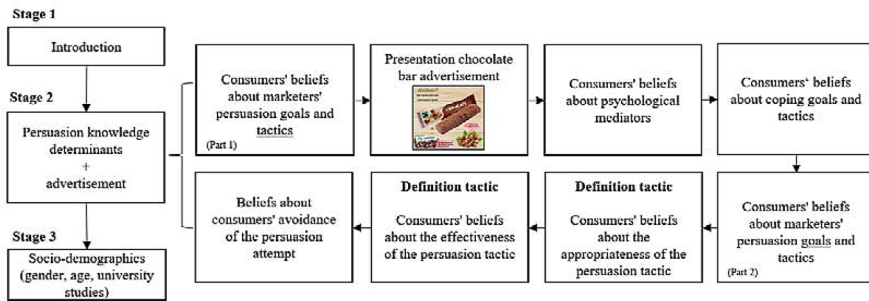 Stage 1
Introduction
Stage 2
Persuasion knowledge
determinants
+
advertisement
Stage 3
Socio-demographics
(gender, age, university
studies)
Consumers' beliefs
about marketers'
persuasion goals and
tactics
(Part 1)
Presentation chocolate
bar advertisement
Consumers' beliefs
about psychological
mediators
Consumers‘ beliefs
about coping goals and
tactics
Consumers' beliefs
about marketers'
persuasion goals and
tactics
(Part 2)
Definition tactic
Consumers' beliefs
about the
appropriateness of the
persuasion tactic
Definition tactic
Consumers' beliefs
about the effectiveness
of the persuasion tactic
Beliefs about
consumers' avoidance
of the persuasion
attempt